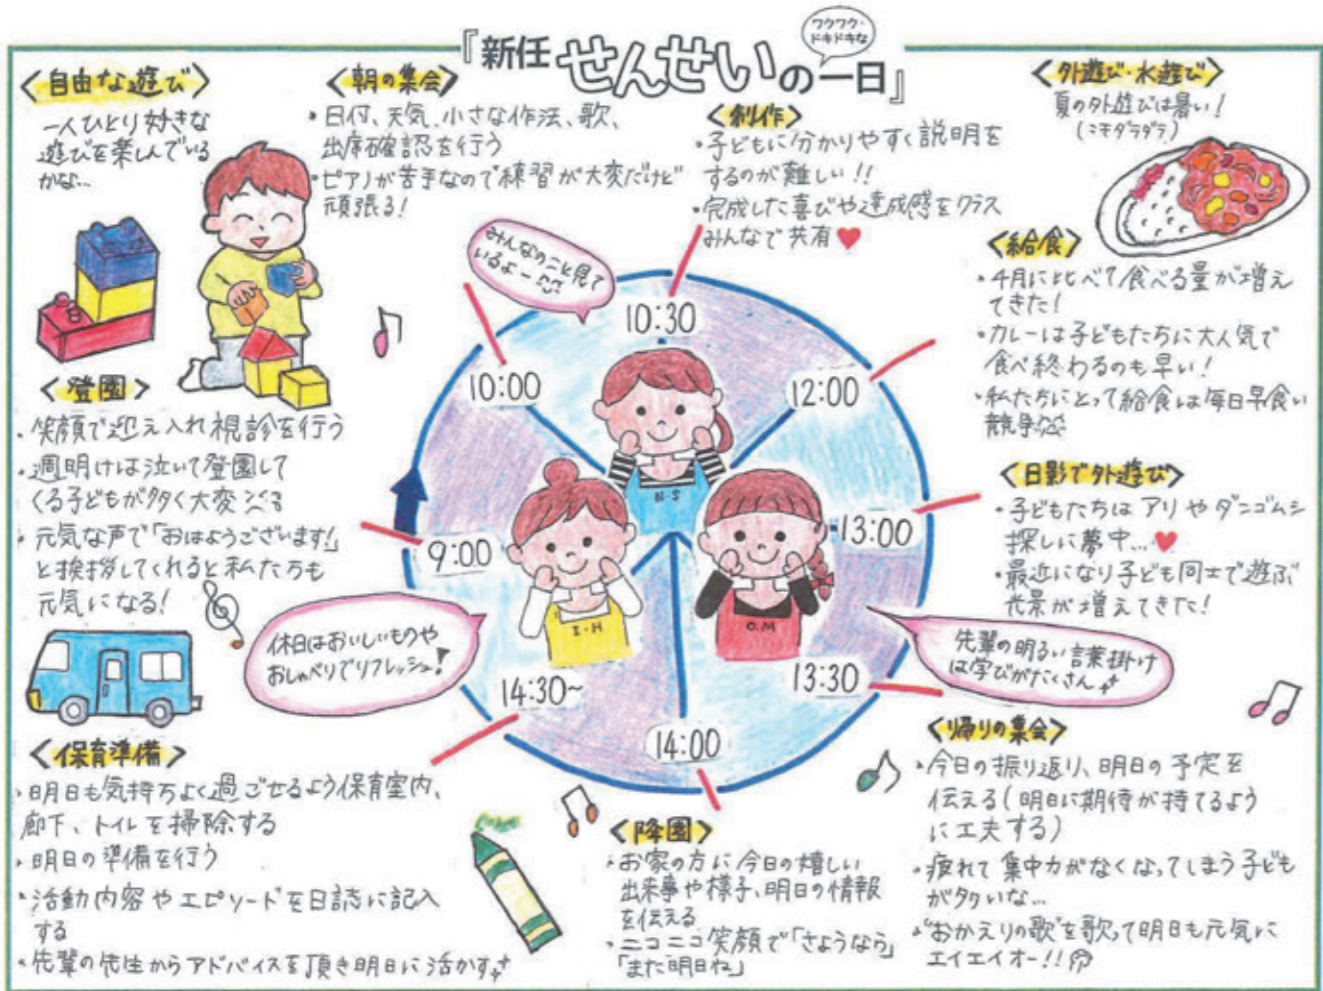 『新任せんせいの一日』
ワクワク・
ドキドキな
<自由な遊び>
一人ひとり好きな
遊びを楽しんでいる
かな…
<朝の集会>
・日付、天気、小さな作法、歌、
出席確認を行う
・ピアノが苦手なので練習が大変だけど
頑張る!
<創作>
・子どもに分かりやすく説明を
するのが難しい!!
・完成した喜びや達成感をクラス
みんなで共有♥
<外遊び・水遊び>
夏の外遊びは暑い!
(ミキダラダラ)
<給食>
・4月に比べて食べる量が増え
てきた!
・カレーは子どもたちに大人気で
食べ終わるのも早い!
・私たちにとって給食は毎日早食い
競争
<日影で外遊び>
・子どもたちはアリやダンゴムシ
探しに夢中…♥
・最近になり子ども同士で遊ぶ
光景が増えてきた!
<登園>
・笑顔で迎え入れ視診を行う
・週明けは泣いて登園して
くる子どもが多く大変
・元気な声で「おはようございます!」
と挨拶してくれると私たちも
元気になる!
みんなのこと見て
いるよー
10:30
10:00
12:00
9:00
13:00
14:30~
13:30
14:00
N・S
I・H
O.M
休日はおいしいものや
おしゃべりでリフレッシュ!
先輩の明るい言葉掛け
は学びがたくさん
<保育準備>
・明日も気持ちよく過ごせるよう保育室内、
廊下、トイレを掃除する
・明日の準備を行う
・活動内容やエピソードを日誌に記入
する
・先輩の先生からアドバイスを頂き明日に活かす
<降園>
・お家の方に今日の嬉しい
出来事や様子、明日の情報
を伝える
・ニコニコ笑顔で「さようなら」
「また明日ね」
<帰りの集会>
・今日の振り返り、明日の予定を
伝える(明日に期待が持てるよう
に工夫する)
・疲れて集中力がなくなってしまう子ども
が多いな…
・"おかえりの歌"を歌って明日も元気に
エイエイオー!!